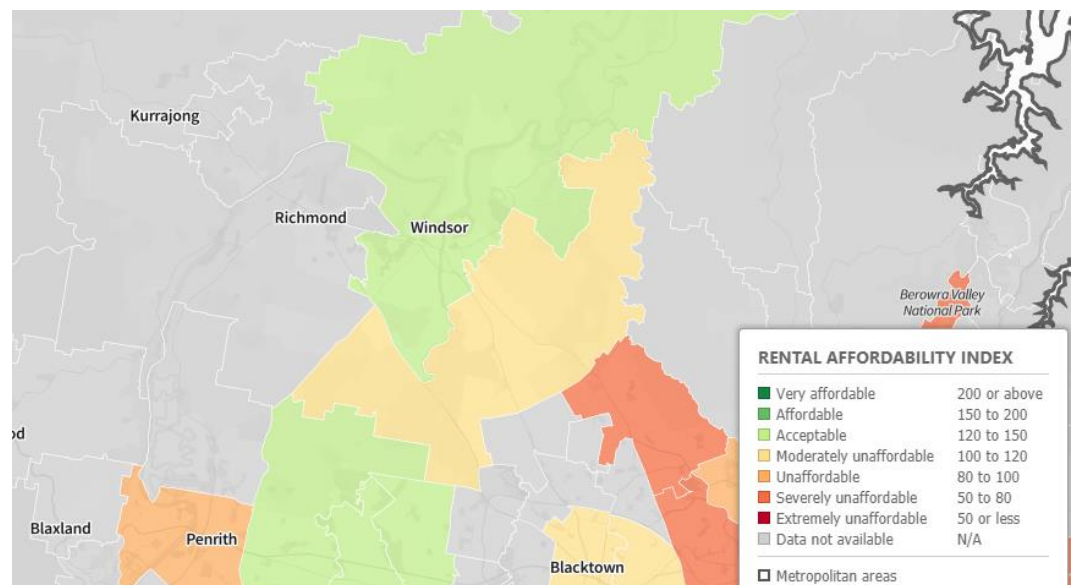 Kurrajong
Richmond
Windsor
Berowra Valley
National Park
od
Blaxland
Penrith
Blacktown
RENTAL AFFORDABILITY INDEX
Very affordable 200 or above
Affordable 150 to 200
Acceptable 120 to 150
Moderately unaffordable 100 to 120
Unaffordable 80 to 100
Severely unaffordable 50 to 80
Extremely unaffordable 50 or less
Data not available N/A
Metropolitan areas